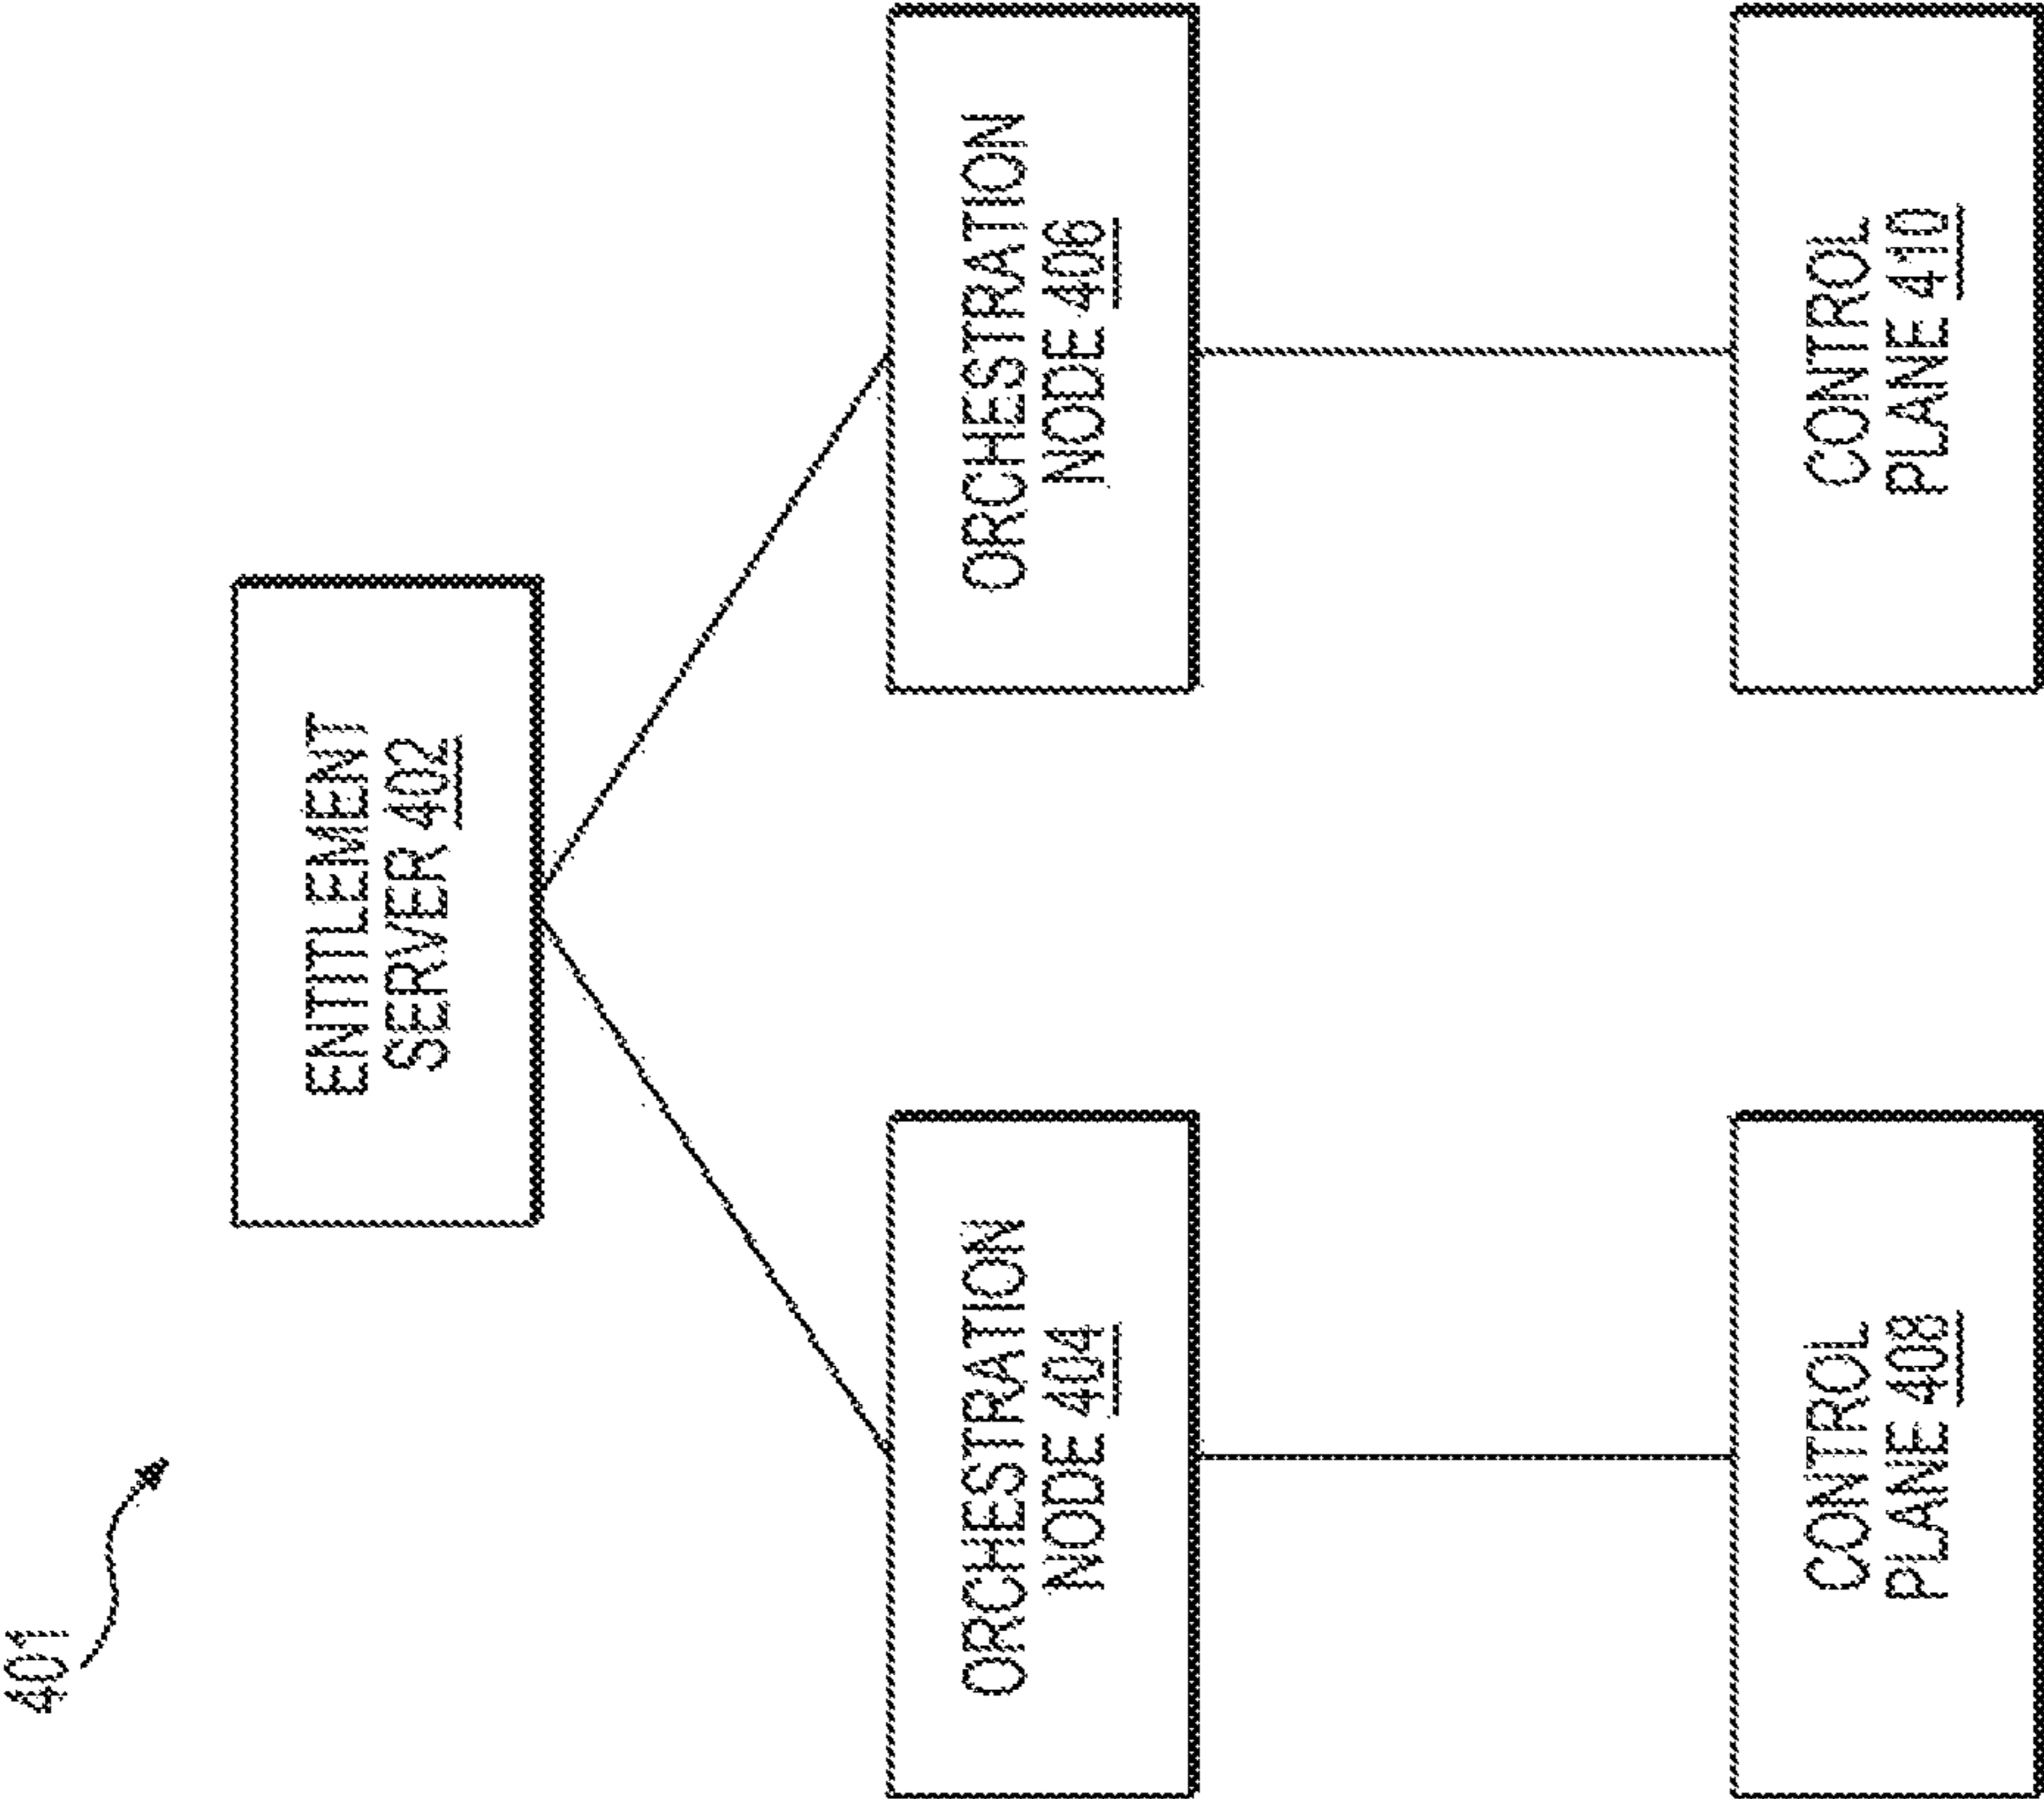 401
ENTITLEMENT
SERVER 402
ORCHESTRATION
NODE 404
ORCHESTRATION
NODE 406
CONTROL
PLANE 408
CONTROL
PLANE 410